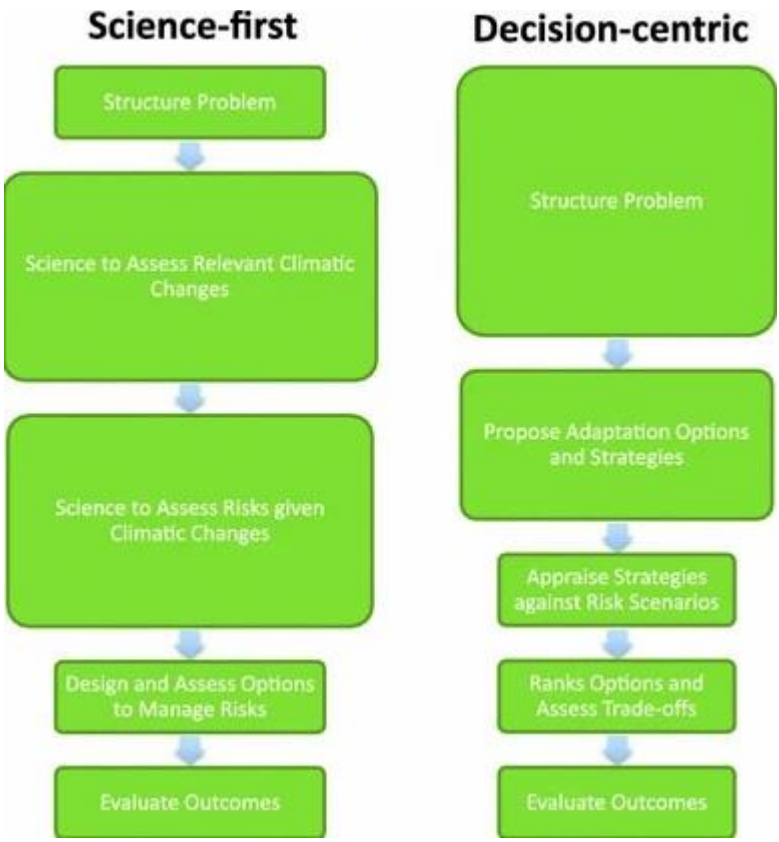 Science-first
Structure Problem
Science to Assess Relevant Climatic
Changes
Science to Assess Risks given
Climatic Changes
Design and Assess Options
to Manage Risks
Evaluate Outcomes
Decision-centric
Structure Problem
Propose Adaptation Options
and Strategies
Appraise Strategies
against Risk Scenarios
Ranks Options and
Assess Trade-offs
Evaluate Outcomes